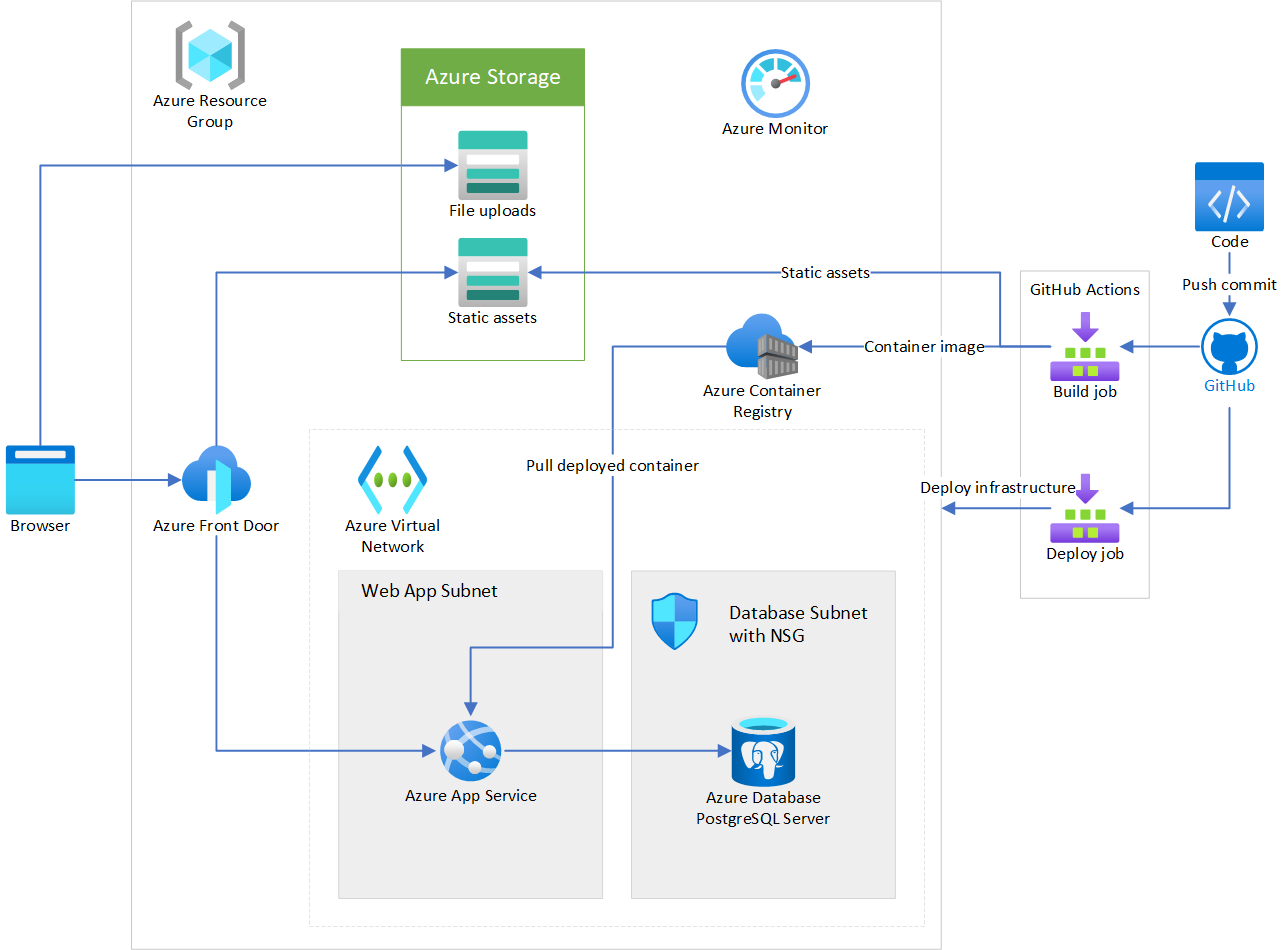 Azure Resource
Group
Azure Storage
Azure Monitor
File uploads
Static assets
Static assets
Code
Push commit
GitHub Actions
Build job
GitHub
Container image
Azure Container
Registry
Pull deployed container
Browser
Azure Front Door
Azure Virtual
Network
Deploy infrastructure
Deploy job
Web App Subnet
Database Subnet
with NSG
Azure App Service
Azure Database
PostgreSQL Server